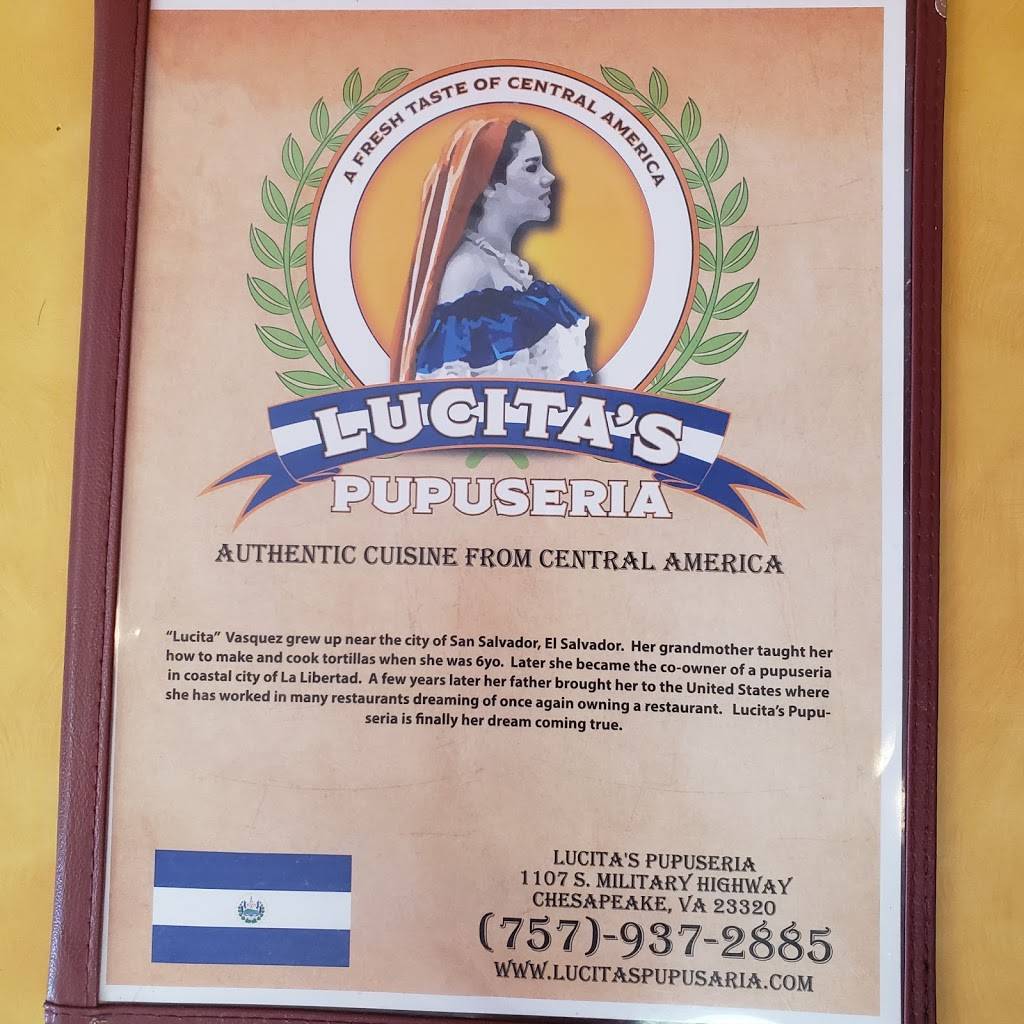 A FRESH TASTE OF CENTRAL AMERICA
LUCITA'S
PUPUSERIA
AUTHENTIC CUISINE FROM CENTRAL AMERICA
“Lucita” Vasquez grew up near the city of San Salvador, El Salvador. Her grandmother taught her
how to make and cook tortillas when she was 6yo. Later she became the co-owner of a pupuseria
in coastal city of La Libertad. A few years later her father brought her to the United States where
she has worked in many restaurants dreaming of once again owning a restaurant. Lucita’s Pupu-
seria is finally her dream coming true.
LUCITA'S PUPUSERIA
1107 S. MILITARY HIGHWAY
CHESAPEAKE, VA 23320
(757)-937-2885
WWW.LUCITASPUPUSARIA.COM